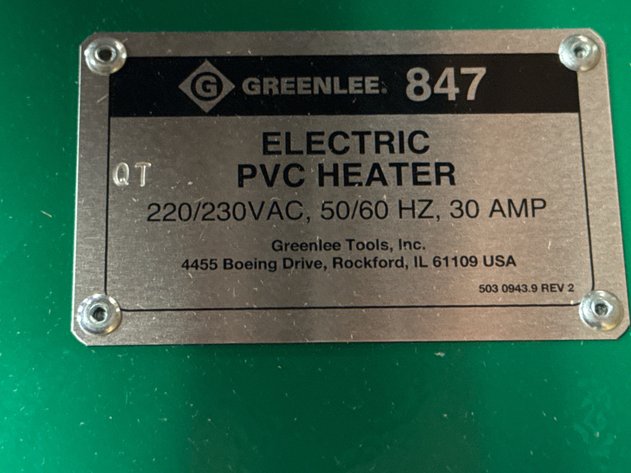 G GREENLEE® 847
ELECTRIC
QT
PVC HEATER
220/230VAC, 50/60 HZ, 30 AMP
Greenlee Tools, Inc.
4455 Boeing Drive, Rockford, IL 61109 USA
503 0943.9 REV 2